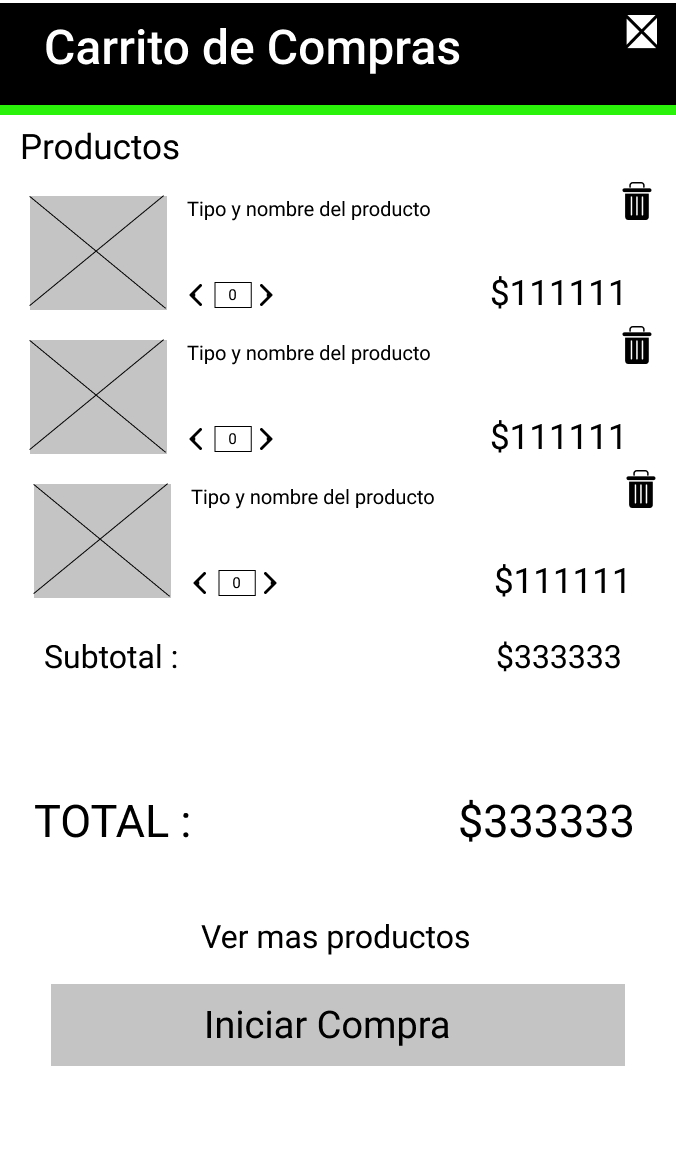 Carrito de Compras
Productos
Tipo y nombre del producto
0
$111111
Tipo y nombre del producto
0
$111111
Tipo y nombre del producto
0
$111111
Subtotal :
$333333
TOTAL :
$333333
Ver mas productos
Iniciar Compra